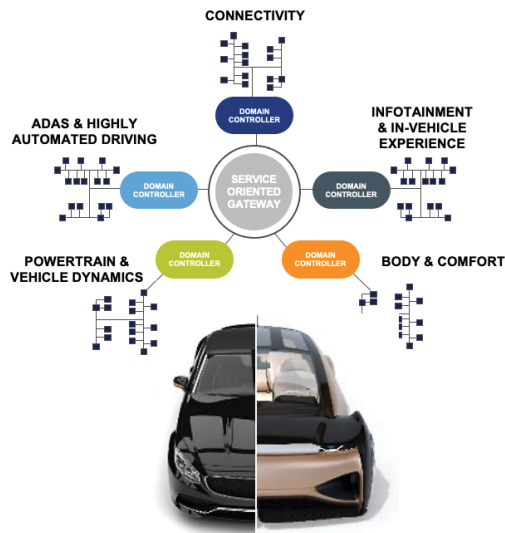 CONNECTIVITY
DOMAIN
CONTROLLER
ADAS & HIGHLY
AUTOMATED DRIVING
INFOTAINMENT
& IN-VEHICLE
EXPERIENCE
DOMAIN
CONTROLLER
SERVICE
ORIENTED
GATEWAY
DOMAIN
CONTROLLER
POWERTRAIN &
VEHICLE DYNAMICS
DOMAIN
CONTROLLER
DOMAIN
CONTROLLER
BODY & COMFORT